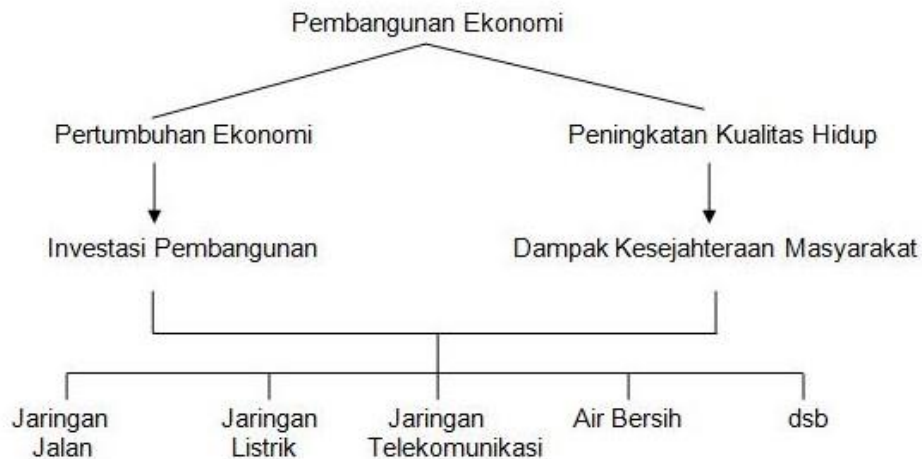 Pembangunan Ekonomi
Pertumbuhan Ekonomi
Peningkatan Kualitas Hidup
Investasi Pembangunan
Dampak Kesejahteraan Masyarakat
Jaringan
Jalan
Jaringan
Listrik
Jaringan
Telekomunikasi
Air Bersih
dsb